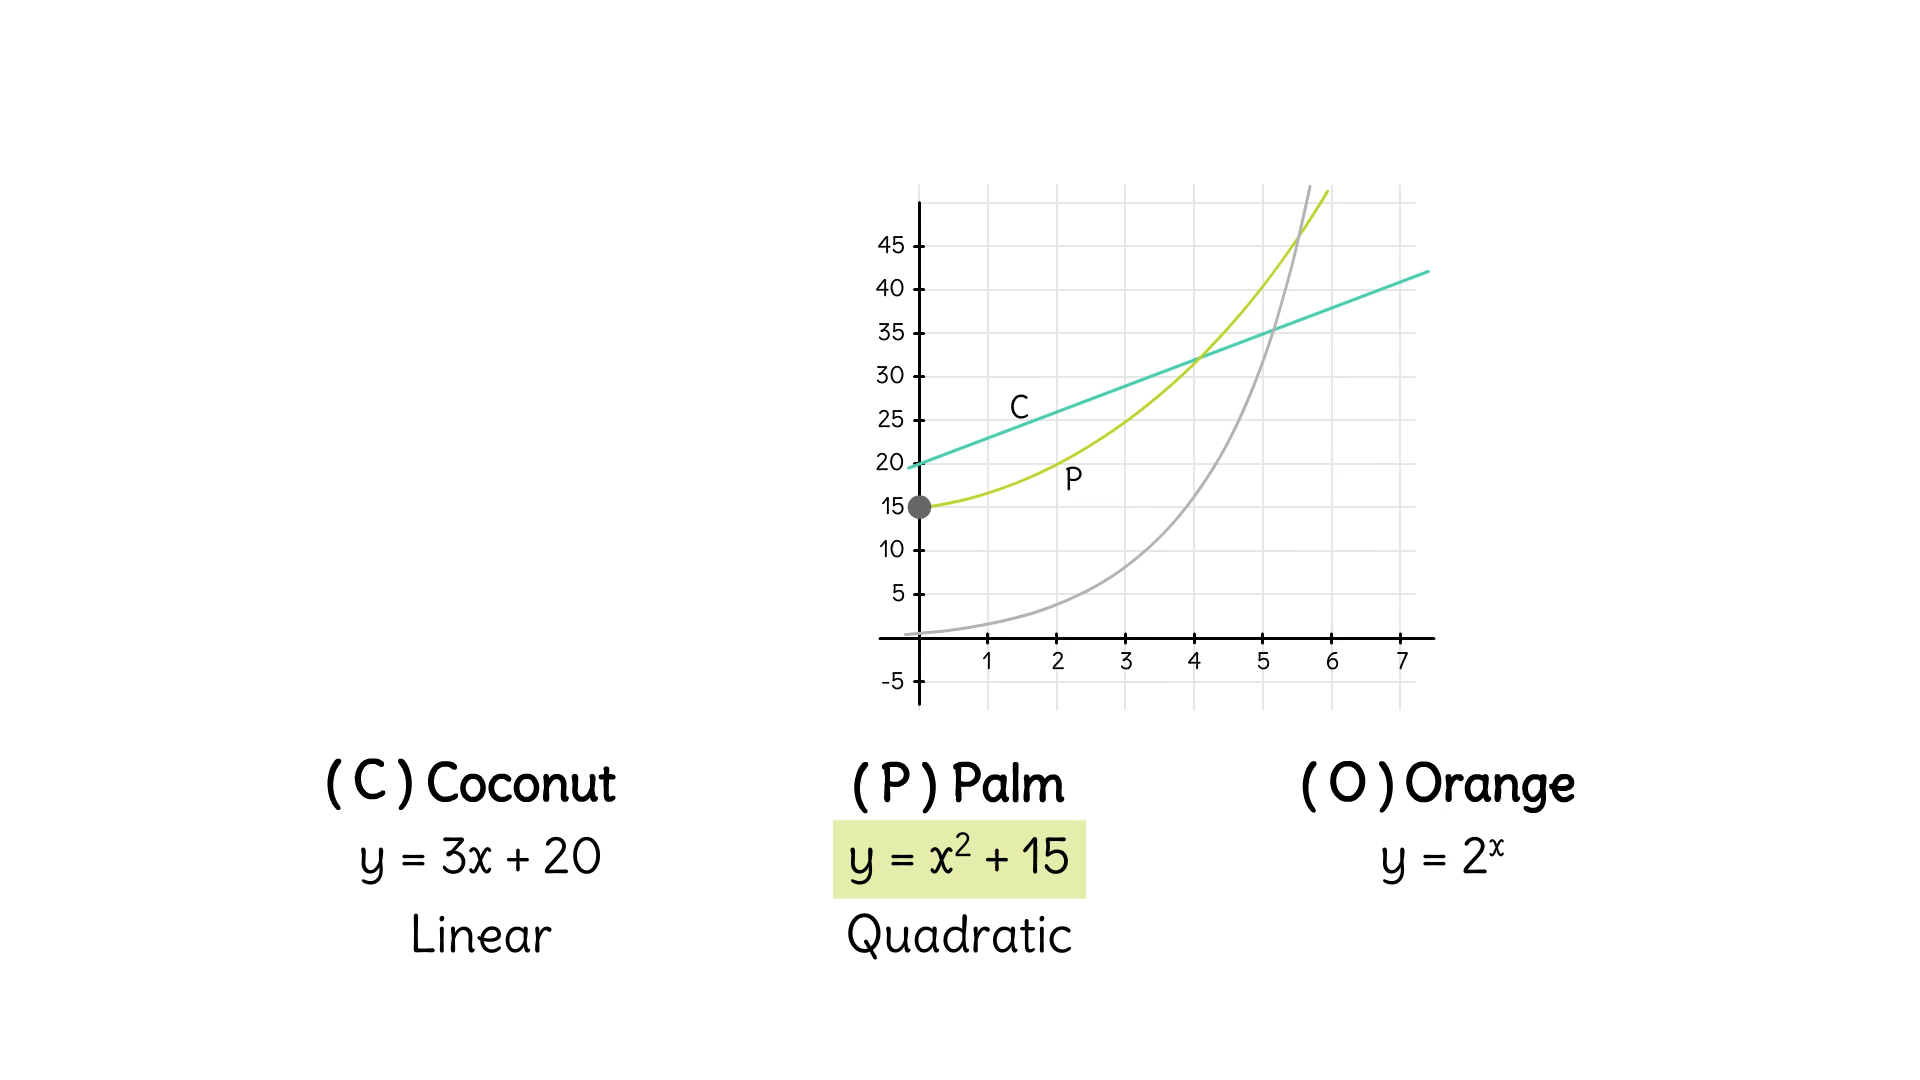 45
40
35
30
C
25
20
P
15
10
5
1 2 3 4 5 6 7
-5
( C ) Coconut
y = 3x + 20
Linear
( P ) Palm
y = x² + 15
Quadratic
( O ) Orange
y = 2ˣ